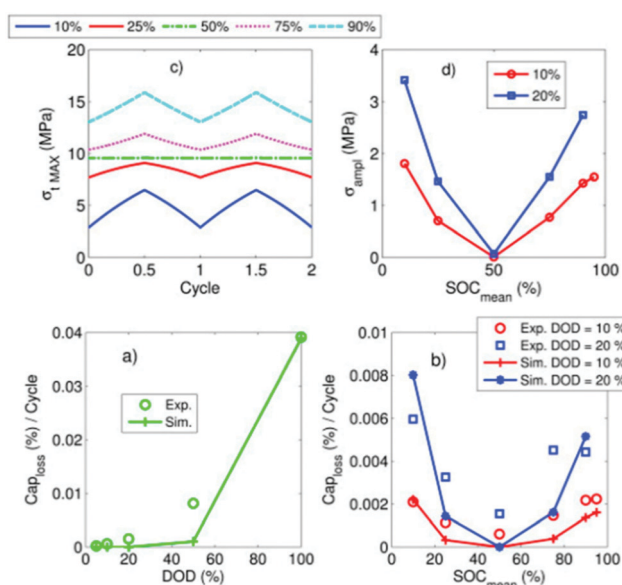 10% 25% 50% 75% 90%
c)
20
15
10
5
0
σt MAX (MPa)
0 0.5 1 1.5 2
Cycle
d)
10%
20%
4
3
2
1
0
σampl (MPa)
0 50 100
SOCmean (%)
a)
Exp.
Sim.
0.04
0.03
0.02
0.01
0
Caploss (%) / Cycle
0 20 40 60 80 100
DOD (%)
b)
Exp. DOD = 10 %
Exp. DOD = 20 %
Sim. DOD = 10 %
Sim. DOD = 20 %
0.01
0.008
0.006
0.004
0.002
0
Caploss (%) / Cycle
0 20 40 60 80 100
SOCmean (%)